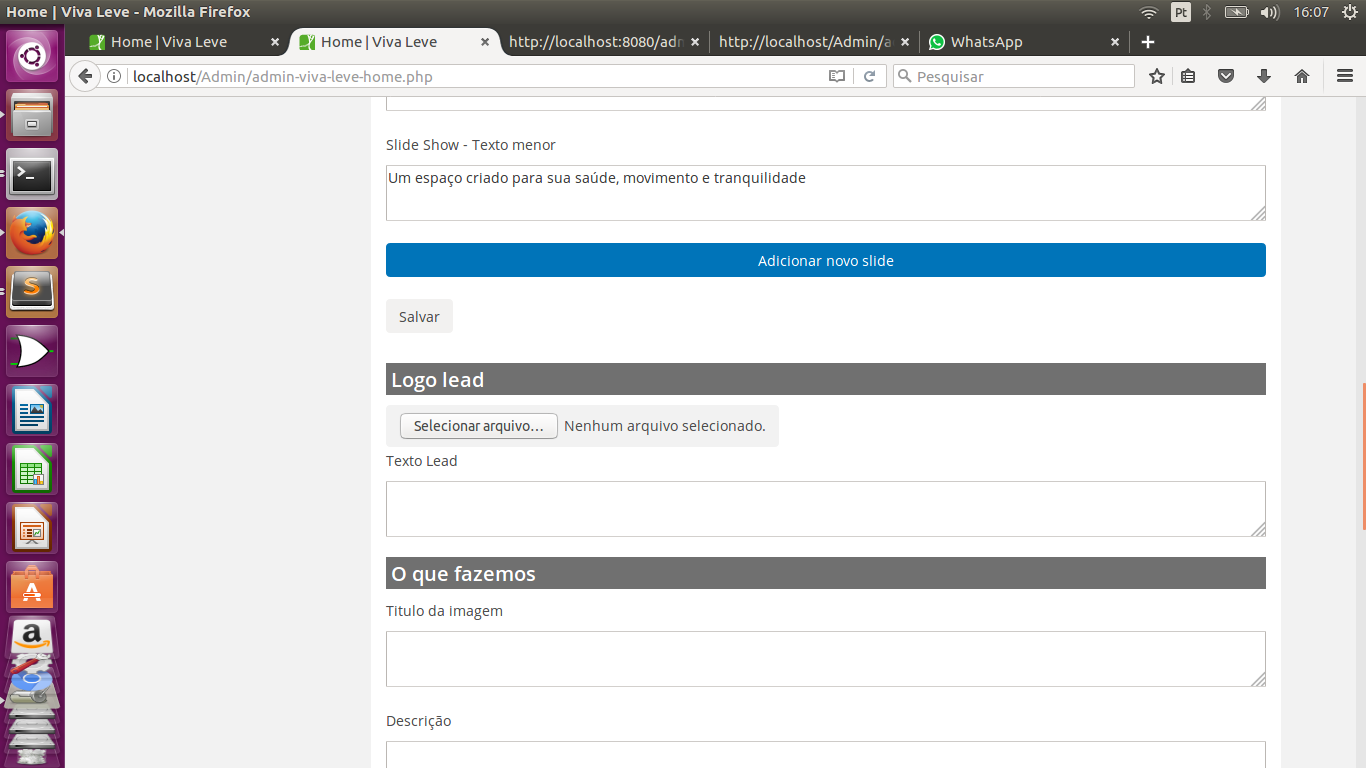 Home | Viva Leve - Mozilla Firefox
Pt
16:07
Home | Viva Leve
Home | Viva Leve
http://localhost:8080/adn
http://localhost/Admin/a
WhatsApp
localhost/Admin/admin-viva-leve-home.php
Pesquisar
Slide Show - Texto menor
Um espaço criado para sua saúde, movimento e tranquilidade
Adicionar novo slide
Salvar
Logo lead
Selecionar arquivo...
Nenhum arquivo selecionado.
Texto Lead
O que fazemos
Titulo da imagem
Descrição